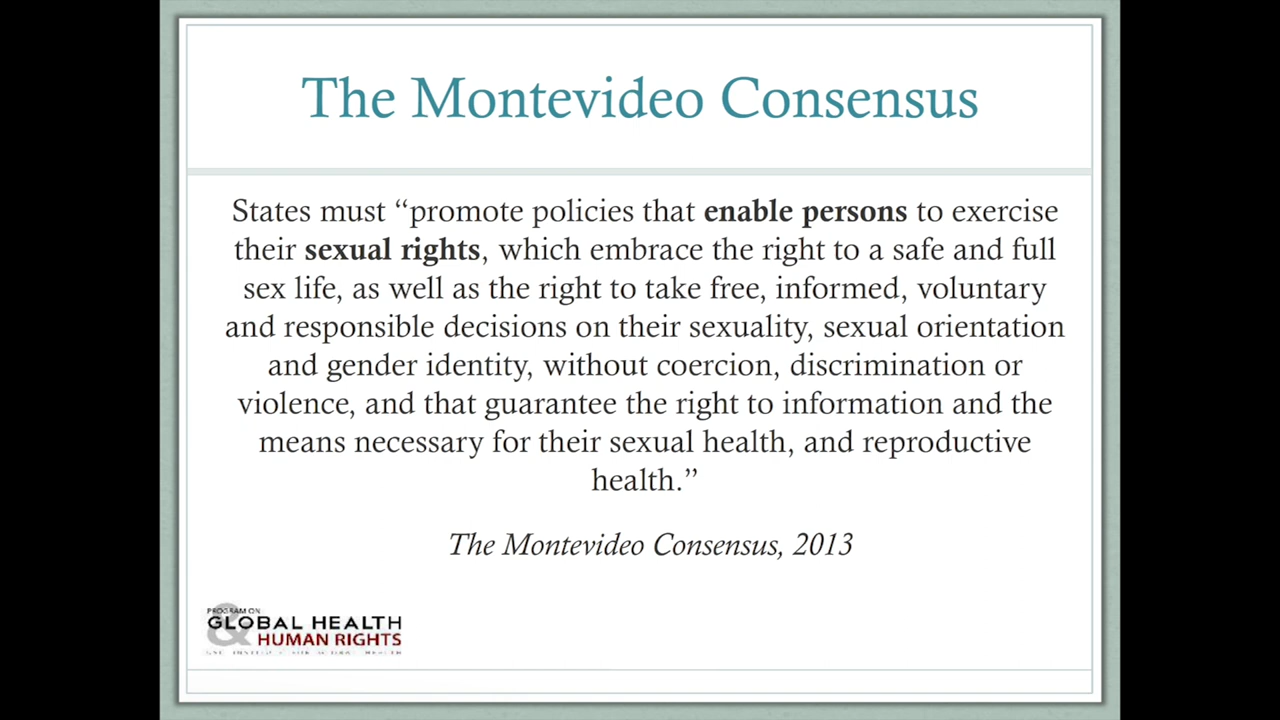 The Montevideo Consensus
States must “promote policies that enable persons to exercise
their sexual rights, which embrace the right to a safe and full
sex life, as well as the right to take free, informed, voluntary
and responsible decisions on their sexuality, sexual orientation
and gender identity, without coercion, discrimination or
violence, and that guarantee the right to information and the
means necessary for their sexual health, and reproductive
health.”
The Montevideo Consensus, 2013
PROGRAM ON
GLOBAL HEALTH
& HUMAN RIGHTS